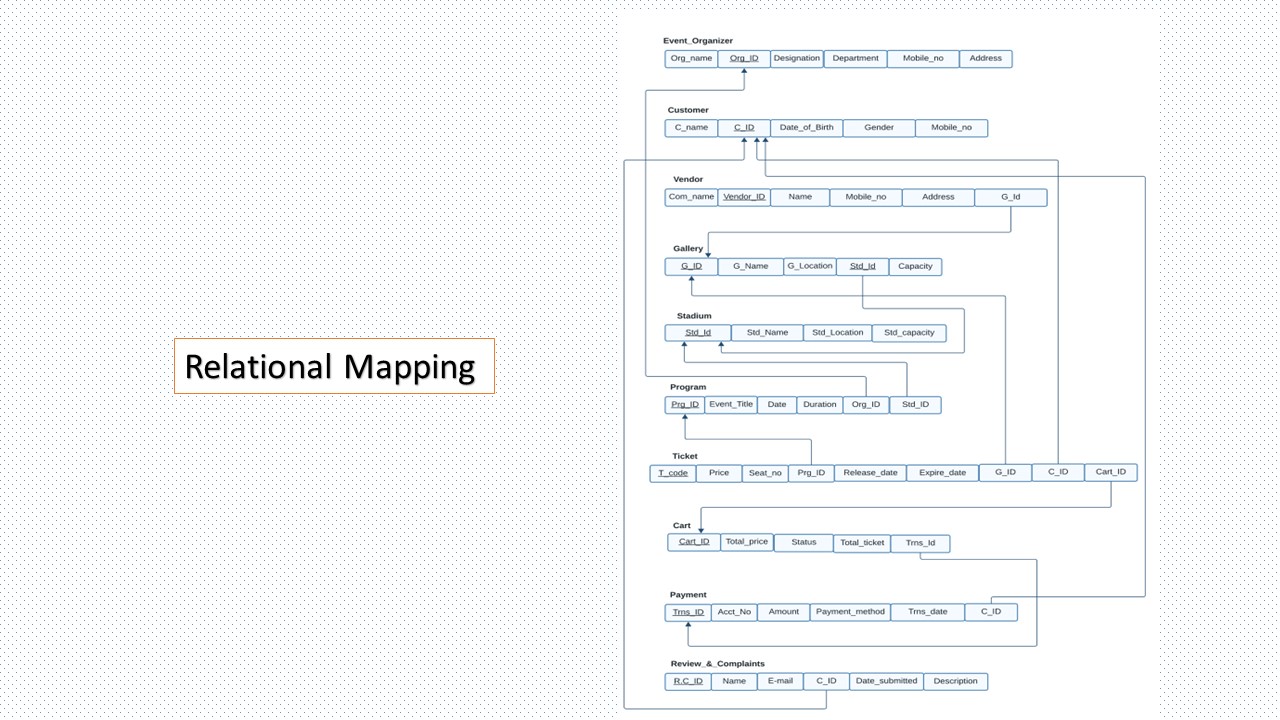 Relational Mapping
Event_Organizer
Org_name Org_ID Designation Department Mobile_no Address
Customer
C_name C_ID Date_of_Birth Gender Mobile_no
Vendor
Com_name Vendor_ID Name Mobile_no Address G_Id
Gallery
G_ID G_Name G_Location Std_Id Capacity
Stadium
Std_Id Std_Name Std_Location Std_capacity
Program
Prg_ID Event_Title Date Duration Org_ID Std_ID
Ticket
T_code Price Seat_no Prg_ID Release_date Expire_date G_ID C_ID Cart_ID
Cart
Cart_ID Total_price Status Total_ticket Trns_Id
Payment
Trns_ID Acct_No Amount Payment_method Trns_date C_ID
Review_&_Complaints
R.C_ID Name E-mail C_ID Date_submitted Description